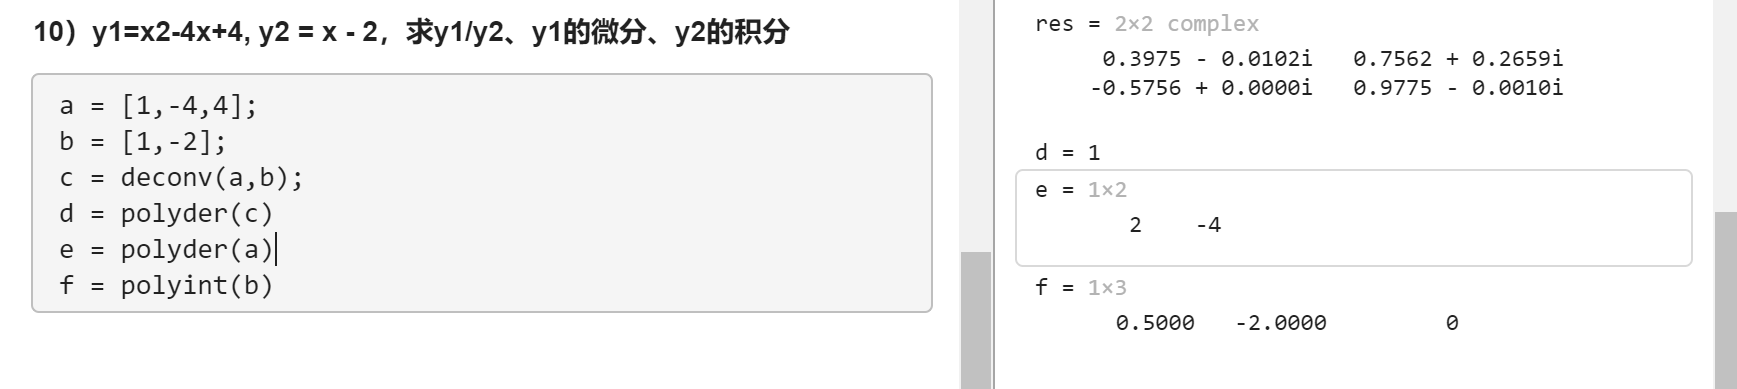 10）y1=x2-4x+4, y2 = x - 2，求y1/y2、y1的微分、y2的积分
a = [1,-4,4];
b = [1,-2];
c = deconv(a,b);
d = polyder(c)
e = polyder(a)
f = polyint(b)
res = 2×2 complex
0.3975 - 0.0102i 0.7562 + 0.2659i
-0.5756 + 0.0000i 0.9775 - 0.0010i
d = 1
e = 1×2
2 -4
f = 1×3
0.5000 -2.0000 0